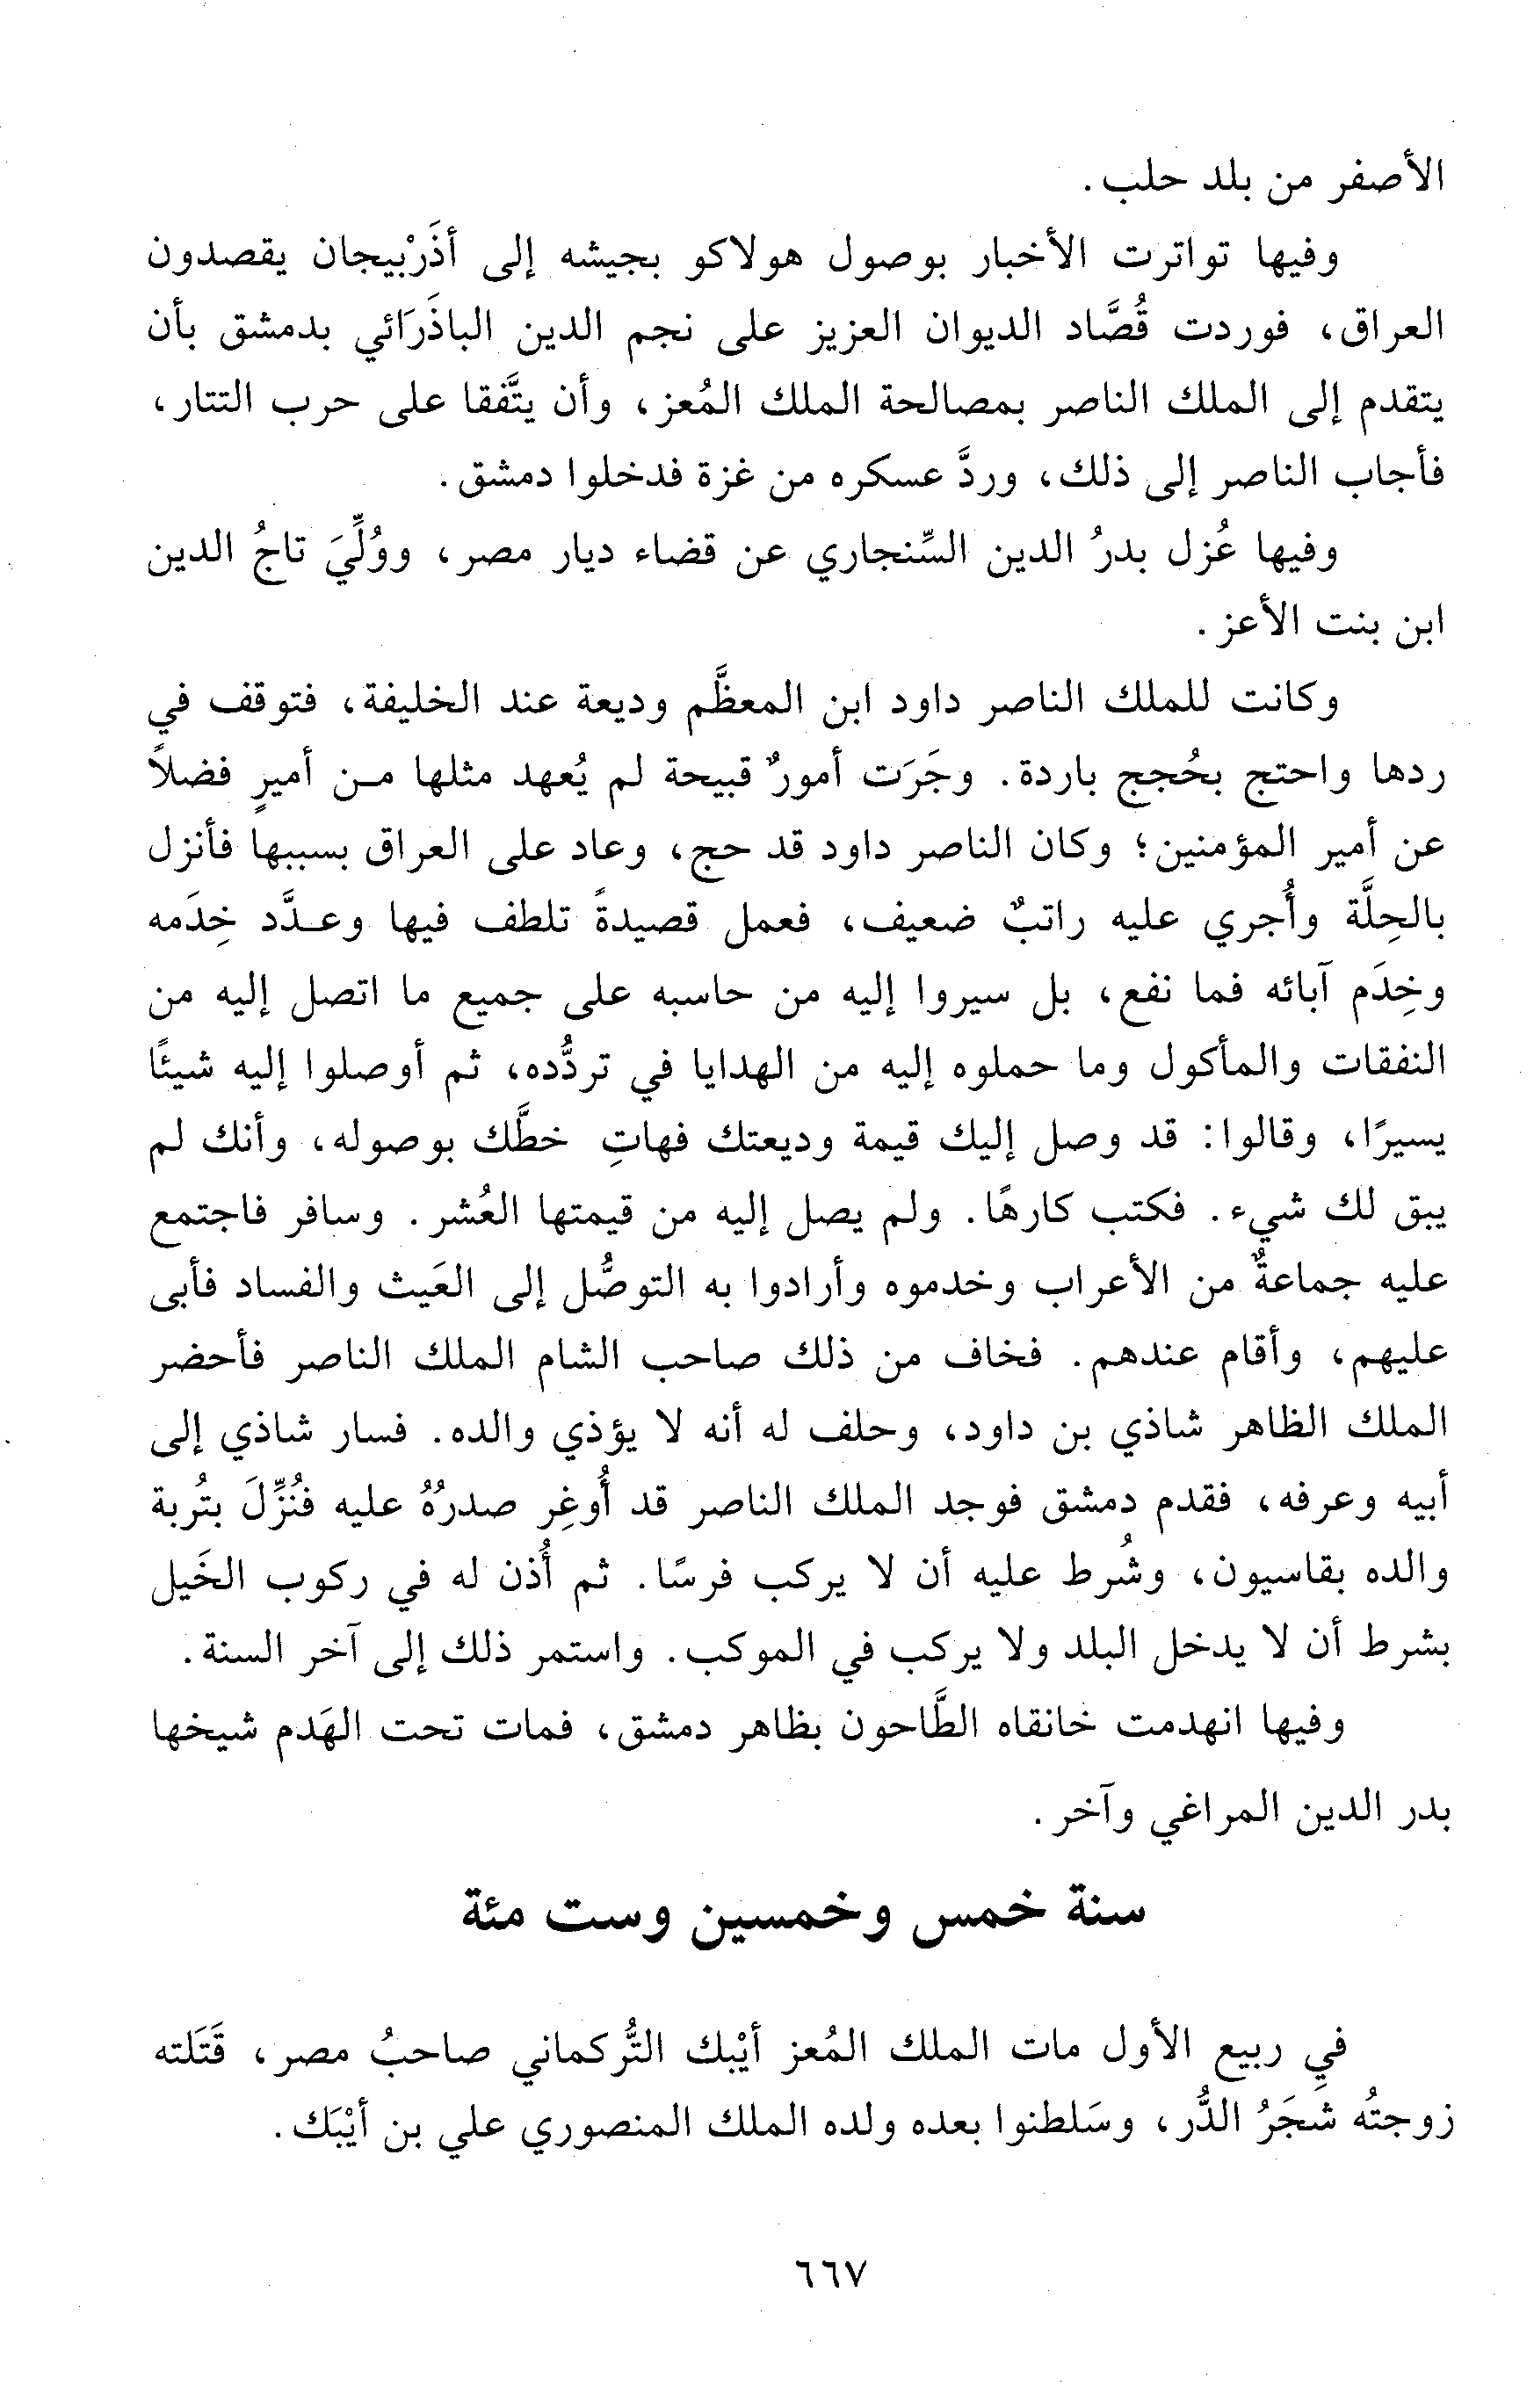 الأصفر من بلد حلب.
وفيها تواترت الأخبار بوصول هولاكو بجيشه إلى أذَرْبيجان يقصدون
العراق، فوردت قُصَّاد الديوان العزيز على نجم الدين الباذَرَائي بدمشق بأن
يتقدم إلى الملك الناصر بمصالحة الملك المُعز، وأن يتَّفقا على حرب التتار،
فأجاب الناصر إلى ذلك، وردَّ عسكره من غزة فدخلوا دمشق.
وفيها عُزل بدرُ الدين السِّنجاري عن قضاء ديار مصر، ووُلِّيَ تاجُ الدين
ابن بنت الأعز.
وكانت للملك الناصر داود ابن المعظَّم وديعة عند الخليفة، فتوقف في
ردها واحتج بحُجج باردة. وجَرَت أمورٌ قبيحة لم يُعهد مثلها من أميرٍ فضلاً
عن أمير المؤمنين؛ وكان الناصر داود قد حج، وعاد على العراق بسببها فأنزل
بالحِلَّة وأُجري عليه راتبٌ ضعيف، فعمل قصيدةً تلطف فيها وعدَّد خِدَمه
وخِدَم آبائه فما نفع، بل سيروا إليه من حاسبه على جميع ما اتصل إليه من
النفقات والمأكول وما حملوه إليه من الهدايا في تردُّده، ثم أوصلوا إليه شيئًا
يسيرًا، وقالوا: قد وصل إليك قيمة وديعتك فهاتِ خطَّك بوصوله، وأنك لم
يبق لك شيء. فكتب كارهًا. ولم يصل إليه من قيمتها العُشر. وسافر فاجتمع
عليه جماعةٌ من الأعراب وخدموه وأرادوا به التوصُّل إلى العَيث والفساد فأبى
عليهم، وأقام عندهم. فخاف من ذلك صاحب الشام الملك الناصر فأحضر
الملك الظاهر شاذي بن داود، وحلف له أنه لا يؤذي والده. فسار شاذي إلى
أبيه وعرفه، فقدم دمشق فوجد الملك الناصر قد أُوغِر صدرُهُ عليه فنُزِّلَ بتُربة
والده بقاسيون، وشُرط عليه أن لا يركب فرسًا. ثم أُذن له في ركوب الخَيل
بشرط أن لا يدخل البلد ولا يركب في الموكب. واستمر ذلك إلى آخر السنة.
وفيها انهدمت خانقاه الطَّاحون بظاهر دمشق، فمات تحت الهَدم شيخها
بدر الدين المراغي وآخر.
سنة خمس وخمسين وست مئة
في ربيع الأول مات الملك المُعز أيْبك التُّركماني صاحبُ مصر، قَتَلته
زوجتُه شَجَرُ الدُّر، وسَلطنوا بعده ولده الملك المنصوري علي بن أيْبَك.
٦٦٧